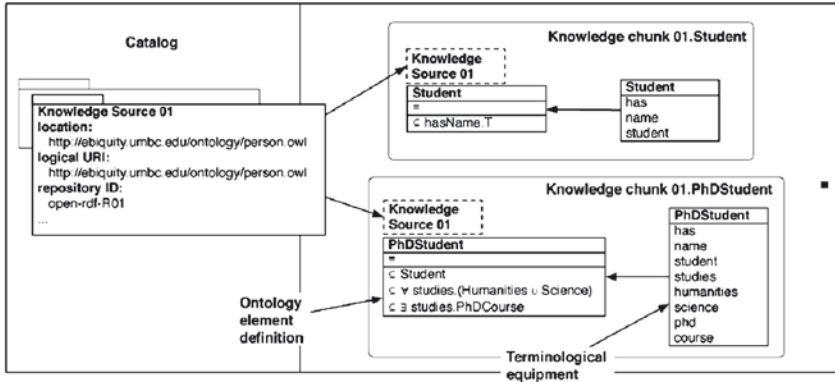 Catalog
Knowledge Source 01
location:
http://ebiquity.umbc.edu/ontology/person.owl
logical URI:
http://ebiquity.umbc.edu/ontology/person.owl
repository ID:
open-rdf-R01
...
Knowledge chunk 01.Student
Knowledge
Source 01
Student
≡
⊆ hasName.T
Student
has
name
student
Knowledge chunk 01.PhDStudent
Knowledge
Source 01
PhDStudent
≡
⊆ Student
⊆ ∀ studies.(Humanities ∪ Science)
⊆ ∃ studies.PhDCourse
PhDStudent
has
name
student
studies
humanities
science
phd
course
Ontology
element
definition
Terminological
equipment